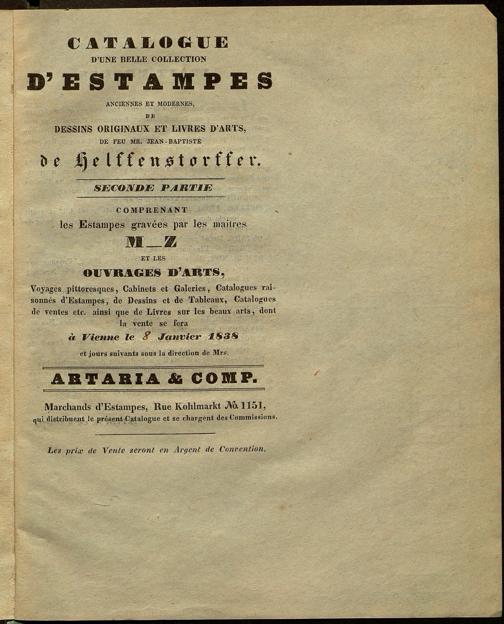 CATALOGUE
D'UNE BELLE COLLECTION
D'ESTAMPES
ANCIENNES ET MODERNES,
DE
DESSINS ORIGINAUX ET LIVRES D'ARTS,
DE FEU MR. JEAN-BAPTISTE
de Helffenstorffer.
SECONDE PARTIE
COMPRENANT
les Estampes gravées par les maitres
M—Z
ET LES
OUVRAGES D'ARTS,
Voyages pittoresques, Cabinets et Galeries, Catalogues rai-
sonnés d'Estampes, de Dessins et de Tableaux, Catalogues
de ventes etc. ainsi que de Livres sur les beaux arts, dont
la vente se fera
à Vienne le 8 Janvier 1838
et jours suivants sous la direction de Mrs.
ARTARIA & COMP.
Marchands d'Estampes, Rue Kohlmarkt No. 1151,
qui distribuent le présent Catalogue et se chargent des Commissions.
Les prix de Vente seront en Argent de Convention.